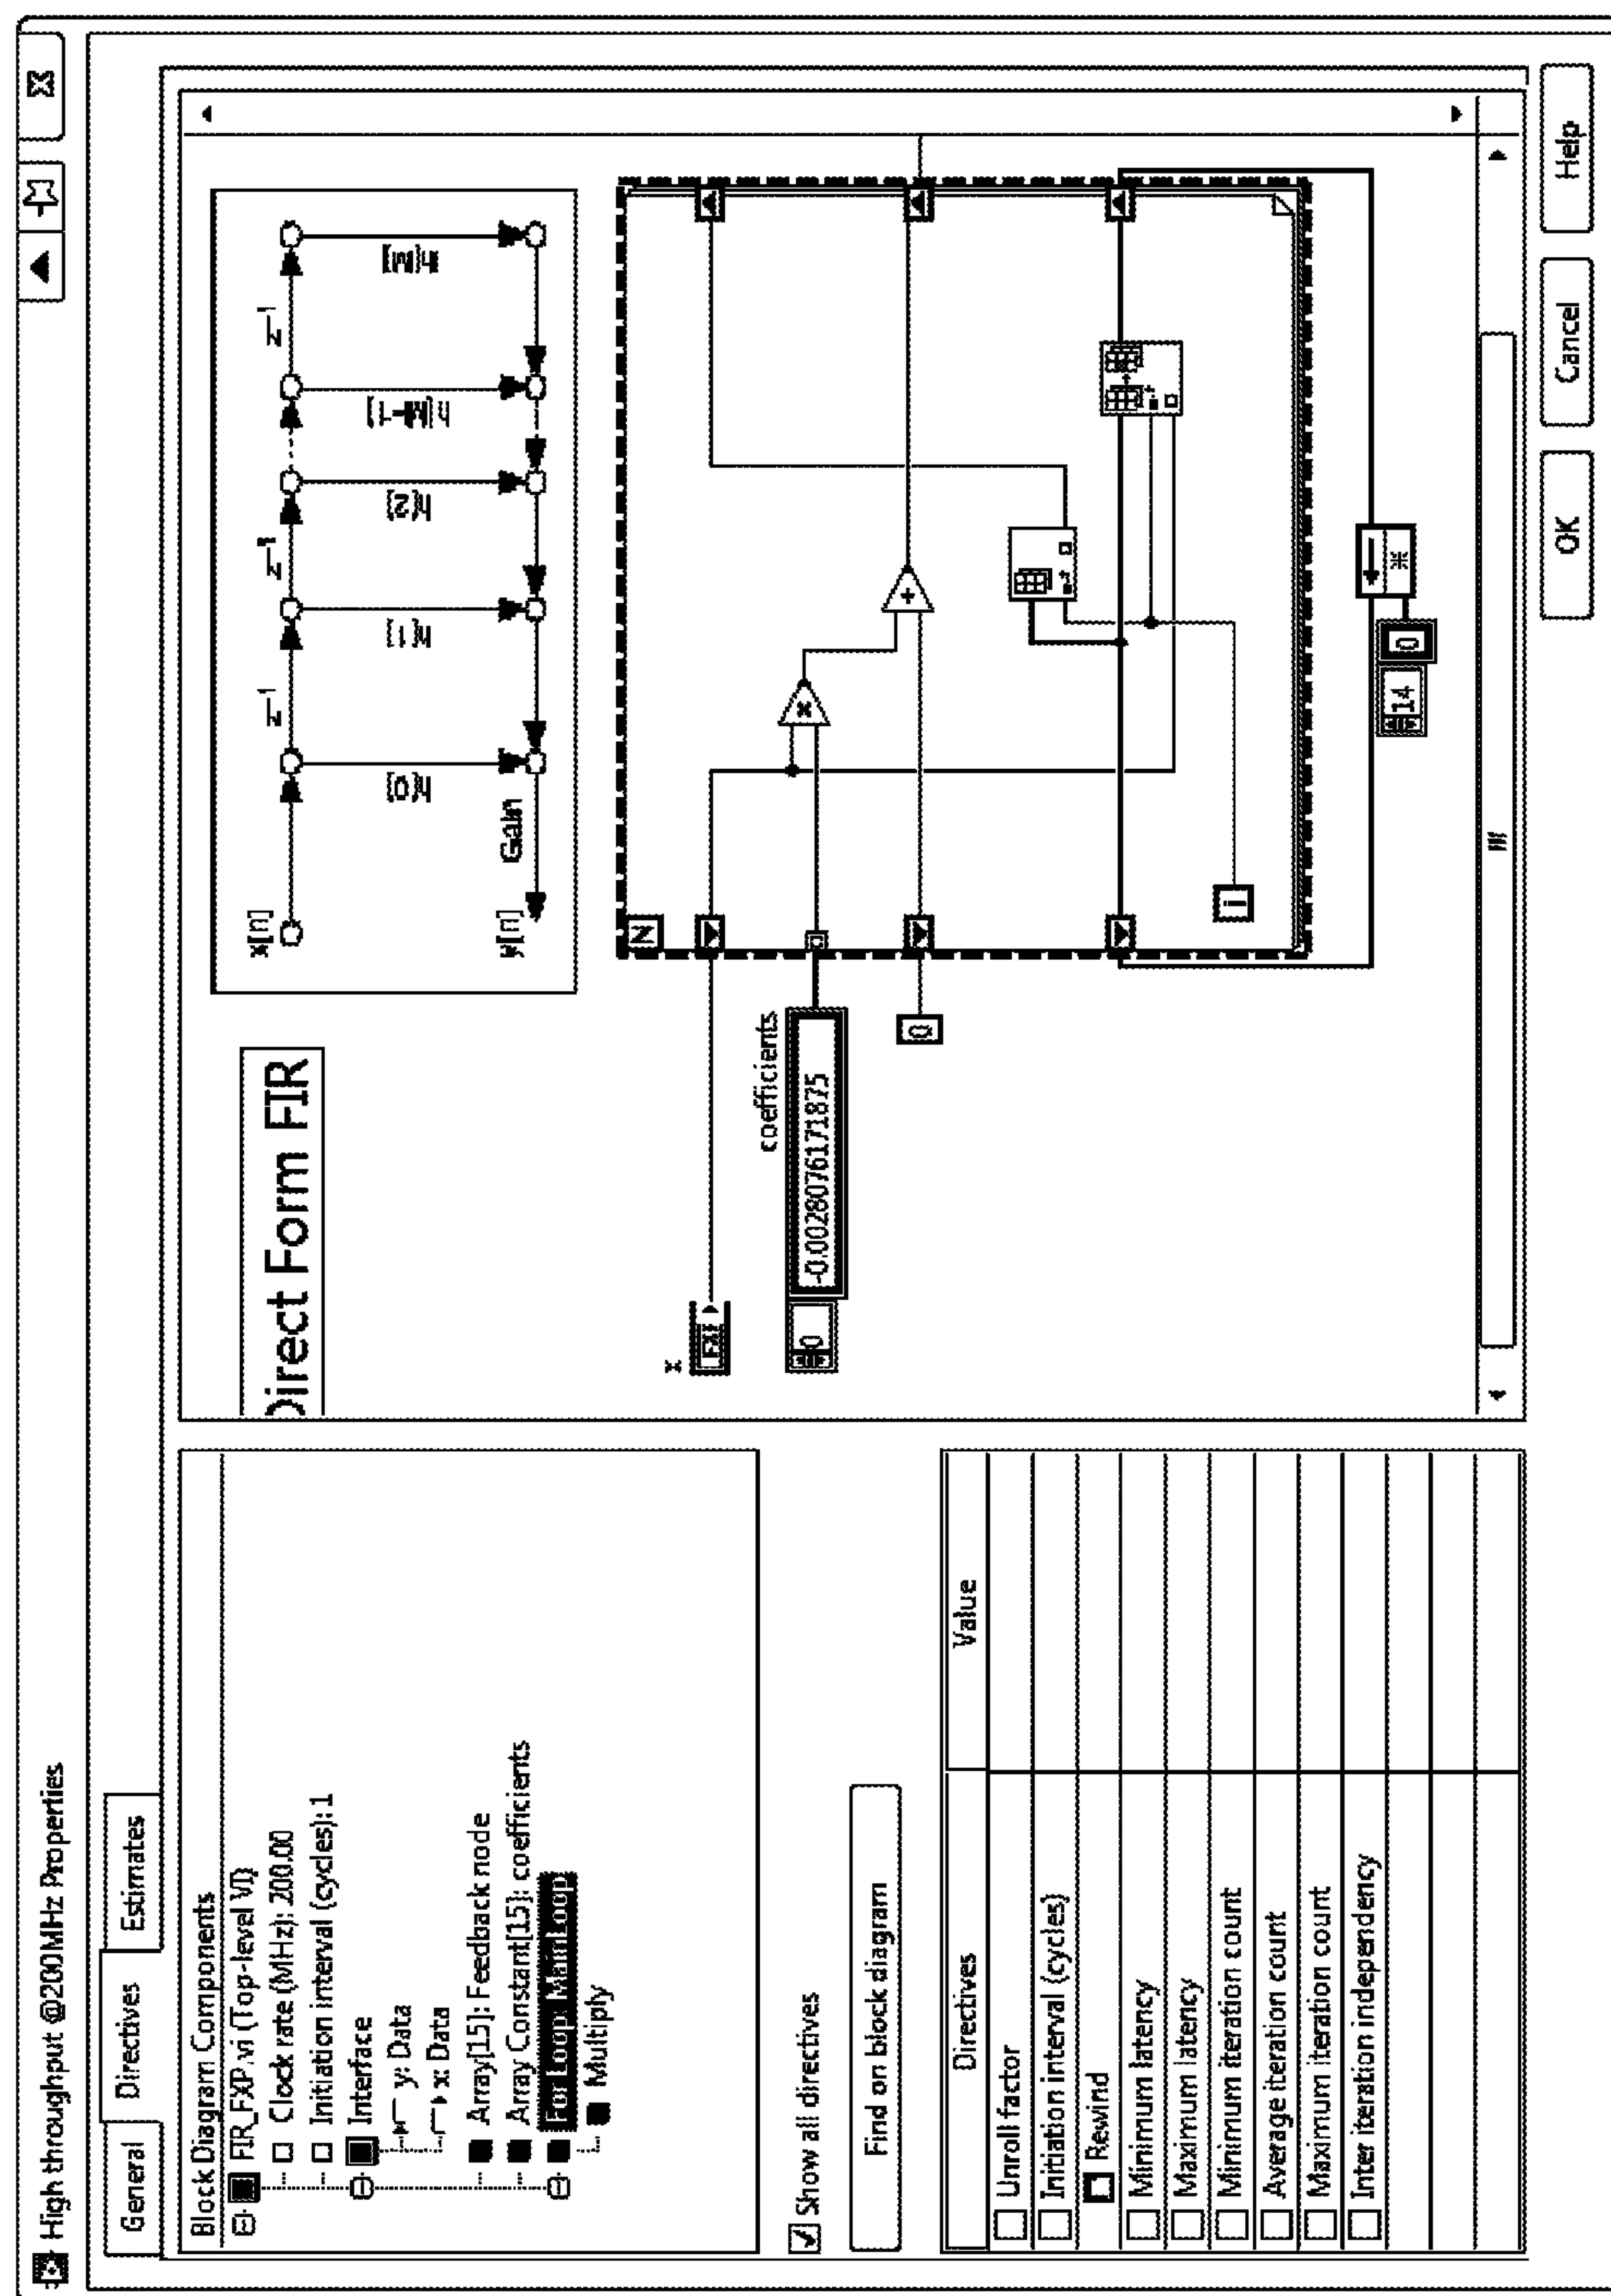 High throughput @200MHz Properties
General
Directives
Estimates
Block Diagram Components
FIR_FXP.vi (Top-level VI)
Clock rate (MHz): 200.00
Initiation interval (cycles): 1
Interface
y: Data
x: Data
Array[15]: Feedback node
Array Constant[15]: coefficients
For Loop: Main Loop
Multiply
Show all directives
Find on block diagram
Directives
Value
Unroll factor
Initiation interval (cycles)
Rewind
Minimum latency
Maximum latency
Minimum iteration count
Average iteration count
Maximum iteration count
Inter iteration independency
Direct Form FIR
x[n]
z⁻¹
z⁻¹
z⁻¹
h[0]
h[1]
h[2]
h[M-1]
h[M]
y[n]
Gain
x
FXP
coefficients
0
-0.0028076171875
0
N
x
+
i
14
0
OK
Cancel
Help